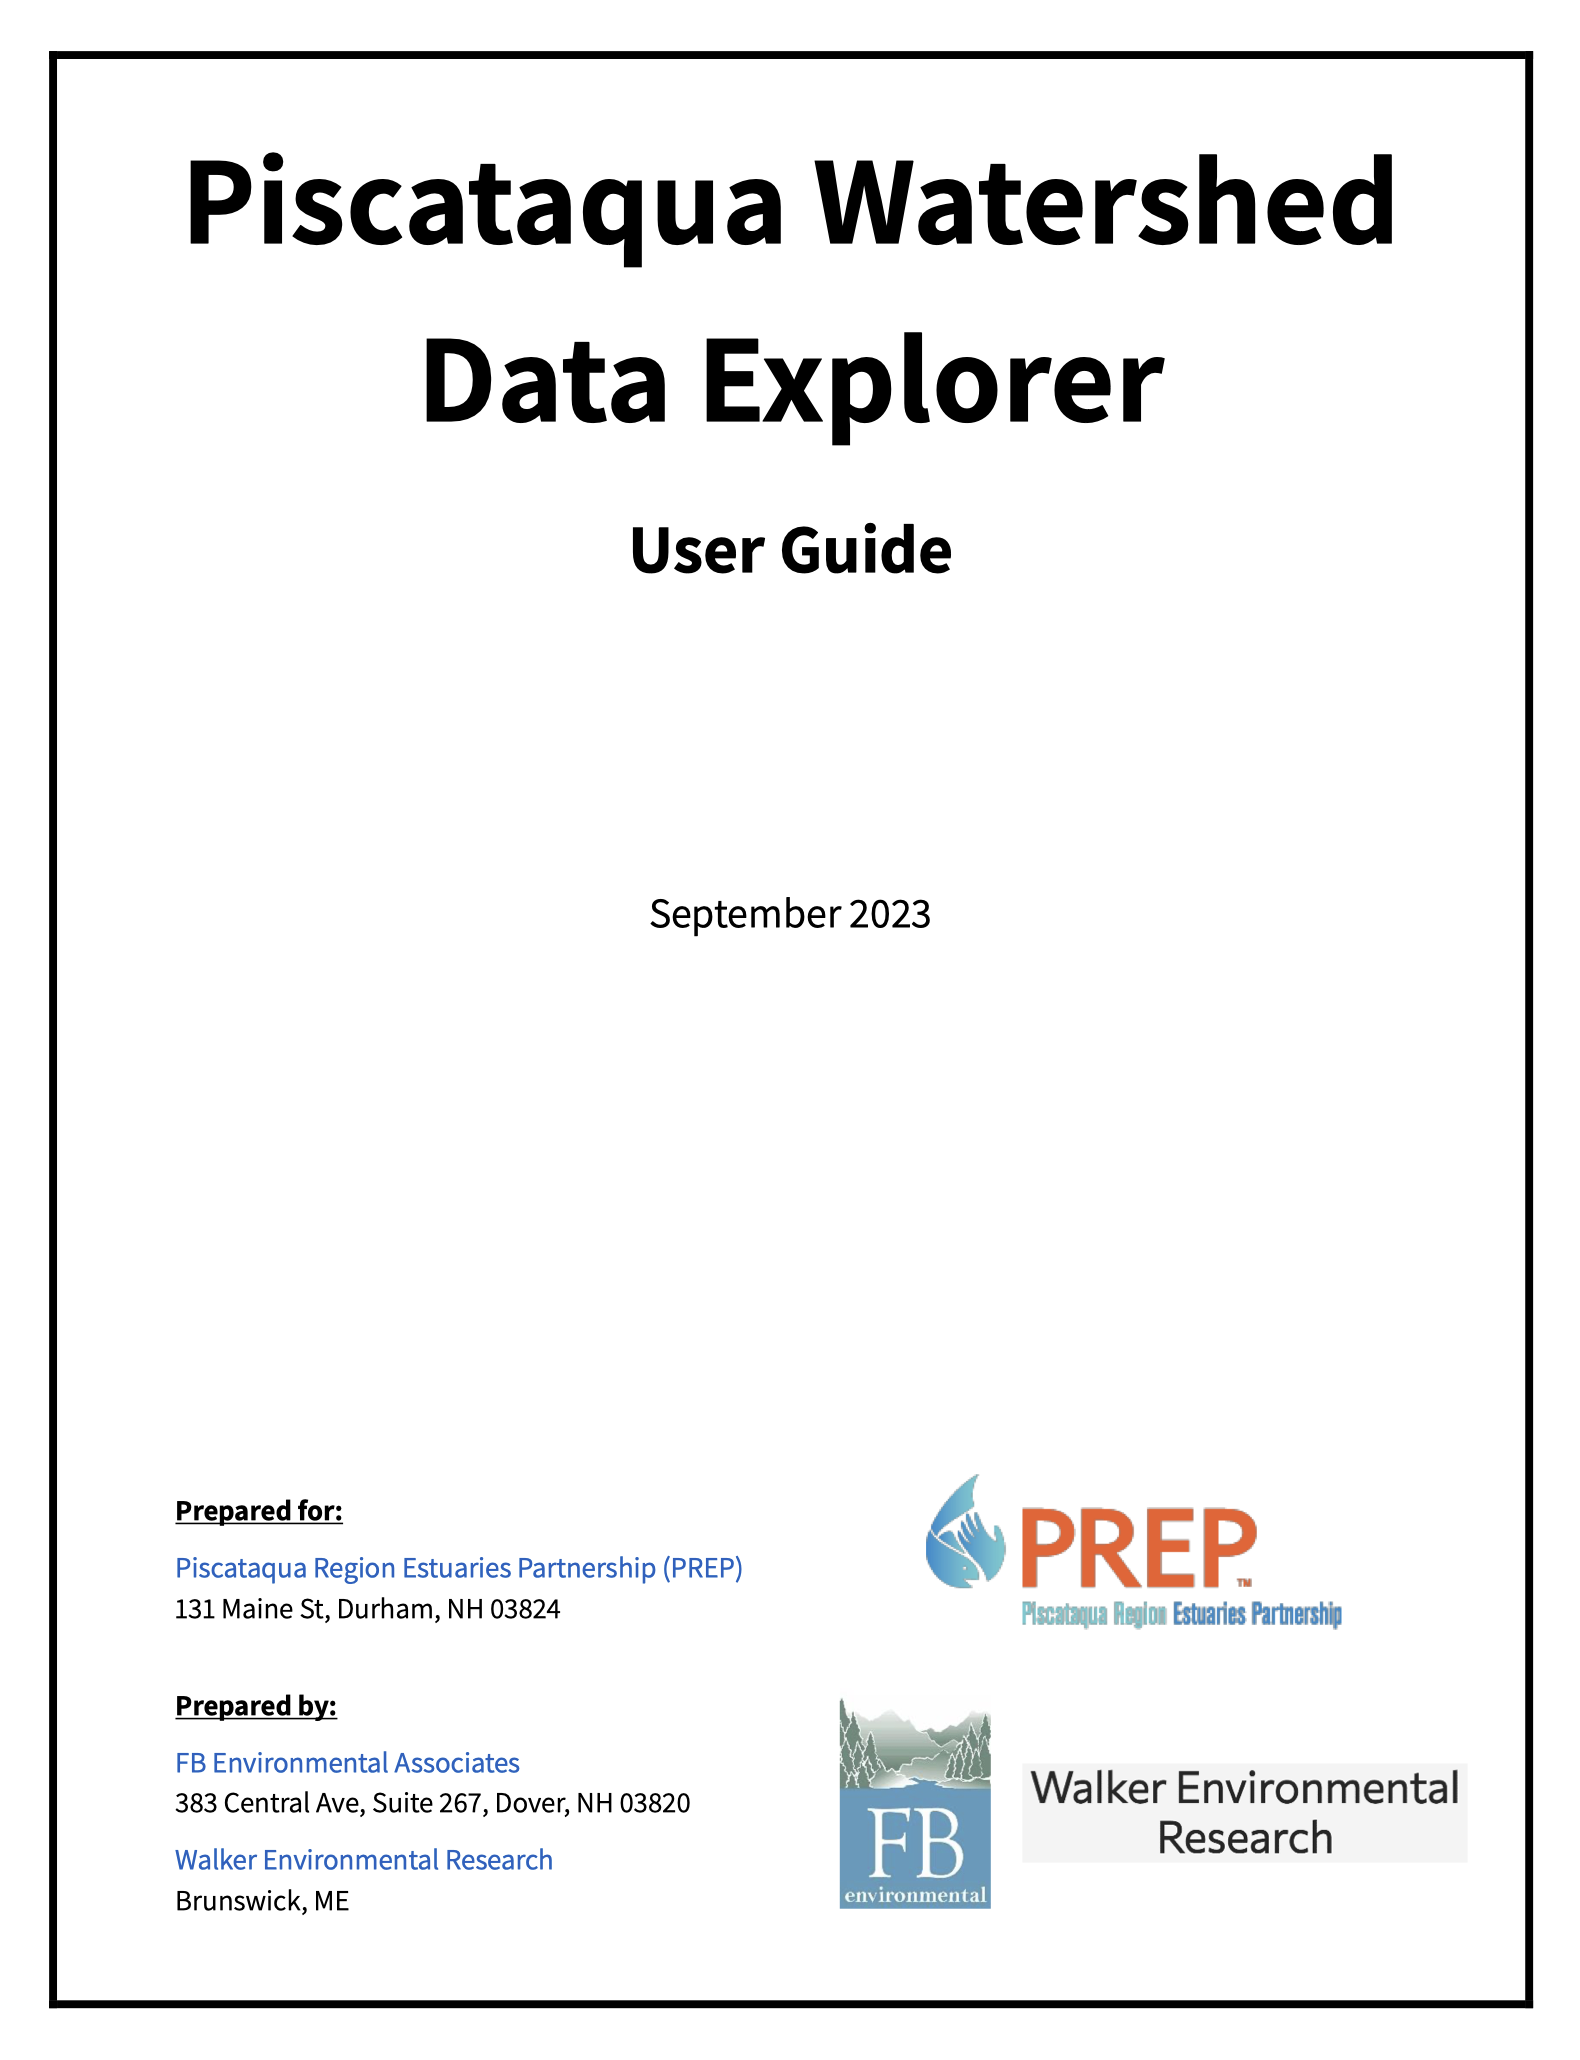 Piscataqua Watershed
Data Explorer
User Guide
September 2023
Prepared for:
Piscataqua Region Estuaries Partnership (PREP)
131 Maine St, Durham, NH 03824
PREP™
Piscataqua Region Estuaries Partnership
Prepared by:
FB Environmental Associates
383 Central Ave, Suite 267, Dover, NH 03820
Walker Environmental Research
Brunswick, ME
FB
environmental
Walker Environmental
Research